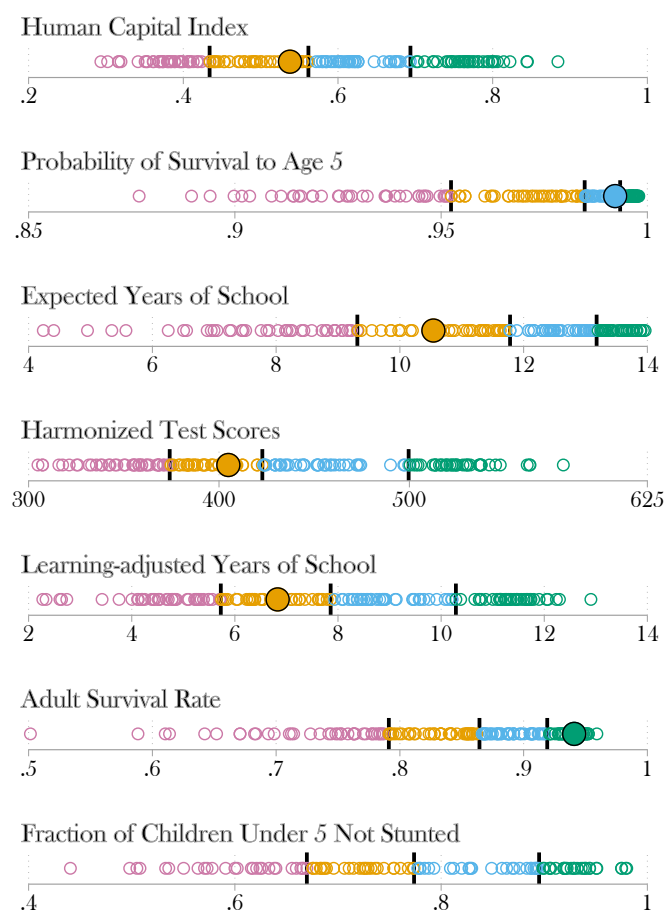 Human Capital Index
.2 .4 .6 .8 1
Probability of Survival to Age 5
.85 .9 .95 1
Expected Years of School
4 6 8 10 12 14
Harmonized Test Scores
300 400 500 625
Learning-adjusted Years of School
2 4 6 8 10 12 14
Adult Survival Rate
.5 .6 .7 .8 .9 1
Fraction of Children Under 5 Not Stunted
.4 .6 .8 1